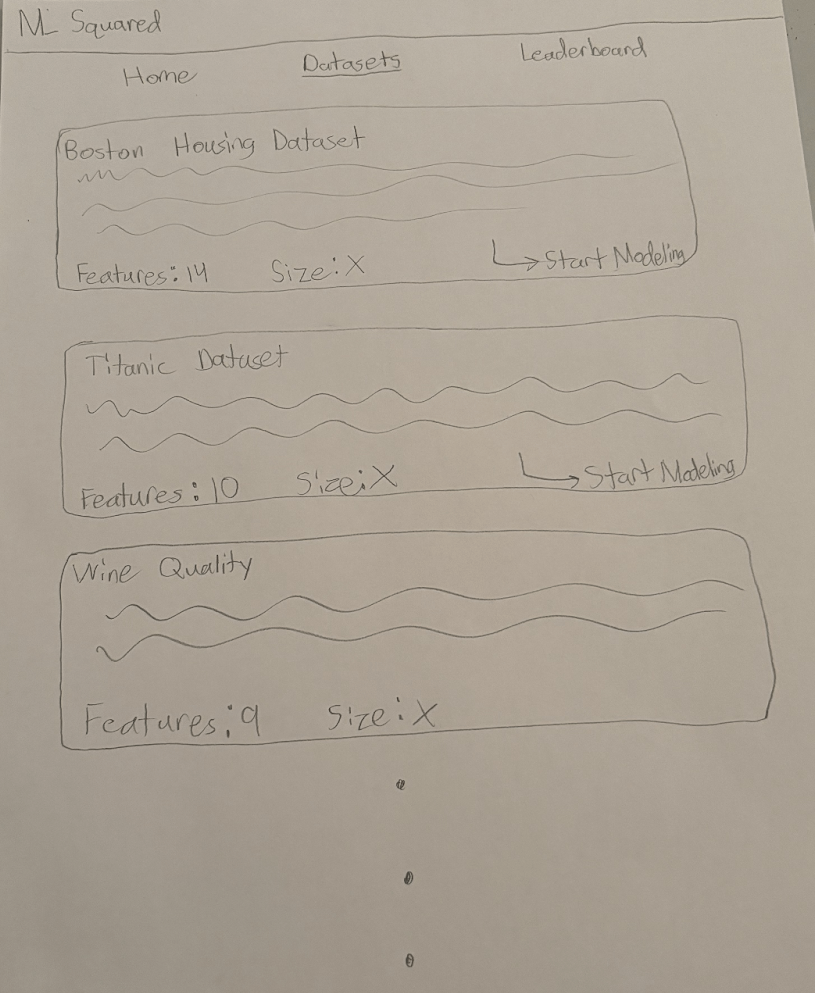 ML Squared
Home Datasets Leaderboard
Boston Housing Dataset
Features: 14 Size: X Start Modeling
Titanic Dataset
Features: 10 Size: X Start Modeling
Wine Quality
Features: 9 Size: X